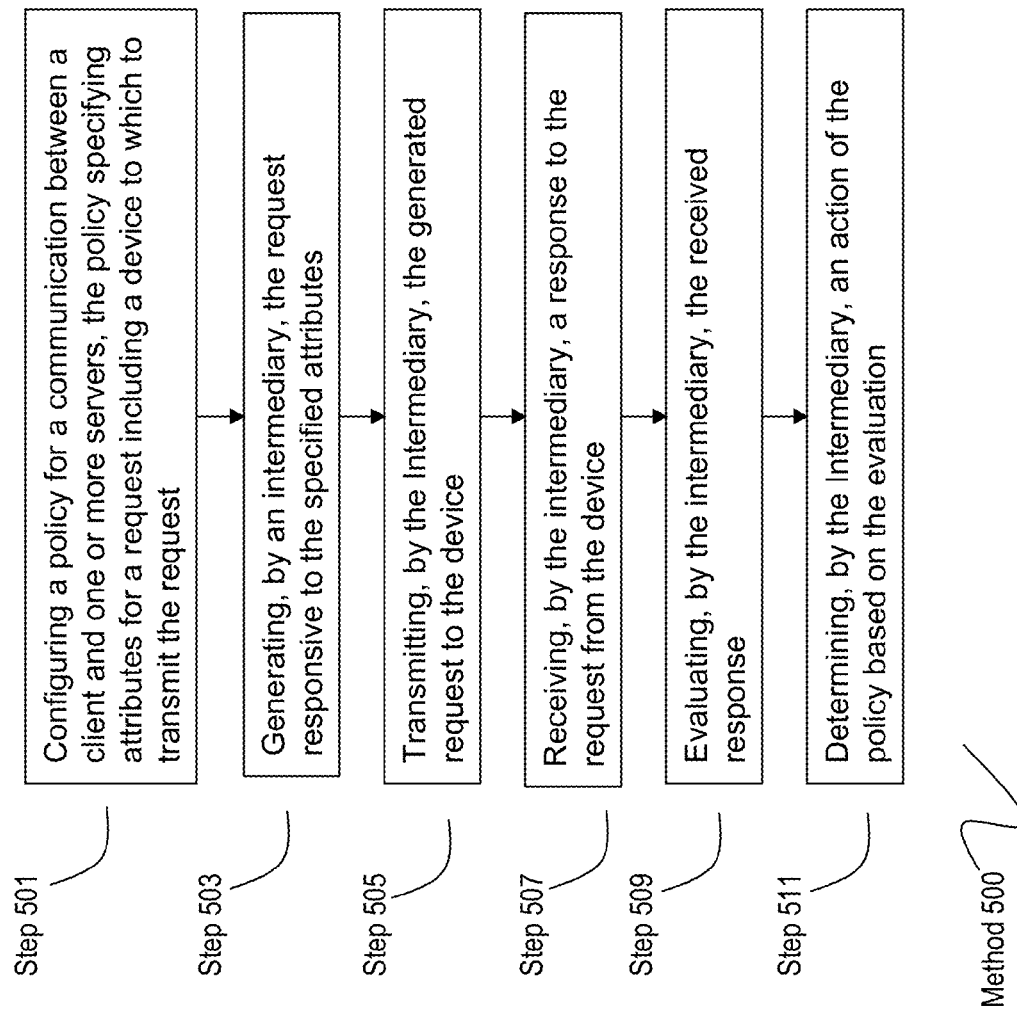 Step 501
Configuring a policy for a communication between a
client and one or more servers, the policy specifying
attributes for a request including a device to which to
transmit the request
Step 503
Generating, by an intermediary, the request
responsive to the specified attributes
Step 505
Transmitting, by the Intermediary, the generated
request to the device
Step 507
Receiving, by the intermediary, a response to the
request from the device
Step 509
Evaluating, by the intermediary, the received
response
Step 511
Determining, by the Intermediary, an action of the
policy based on the evaluation
Method 500